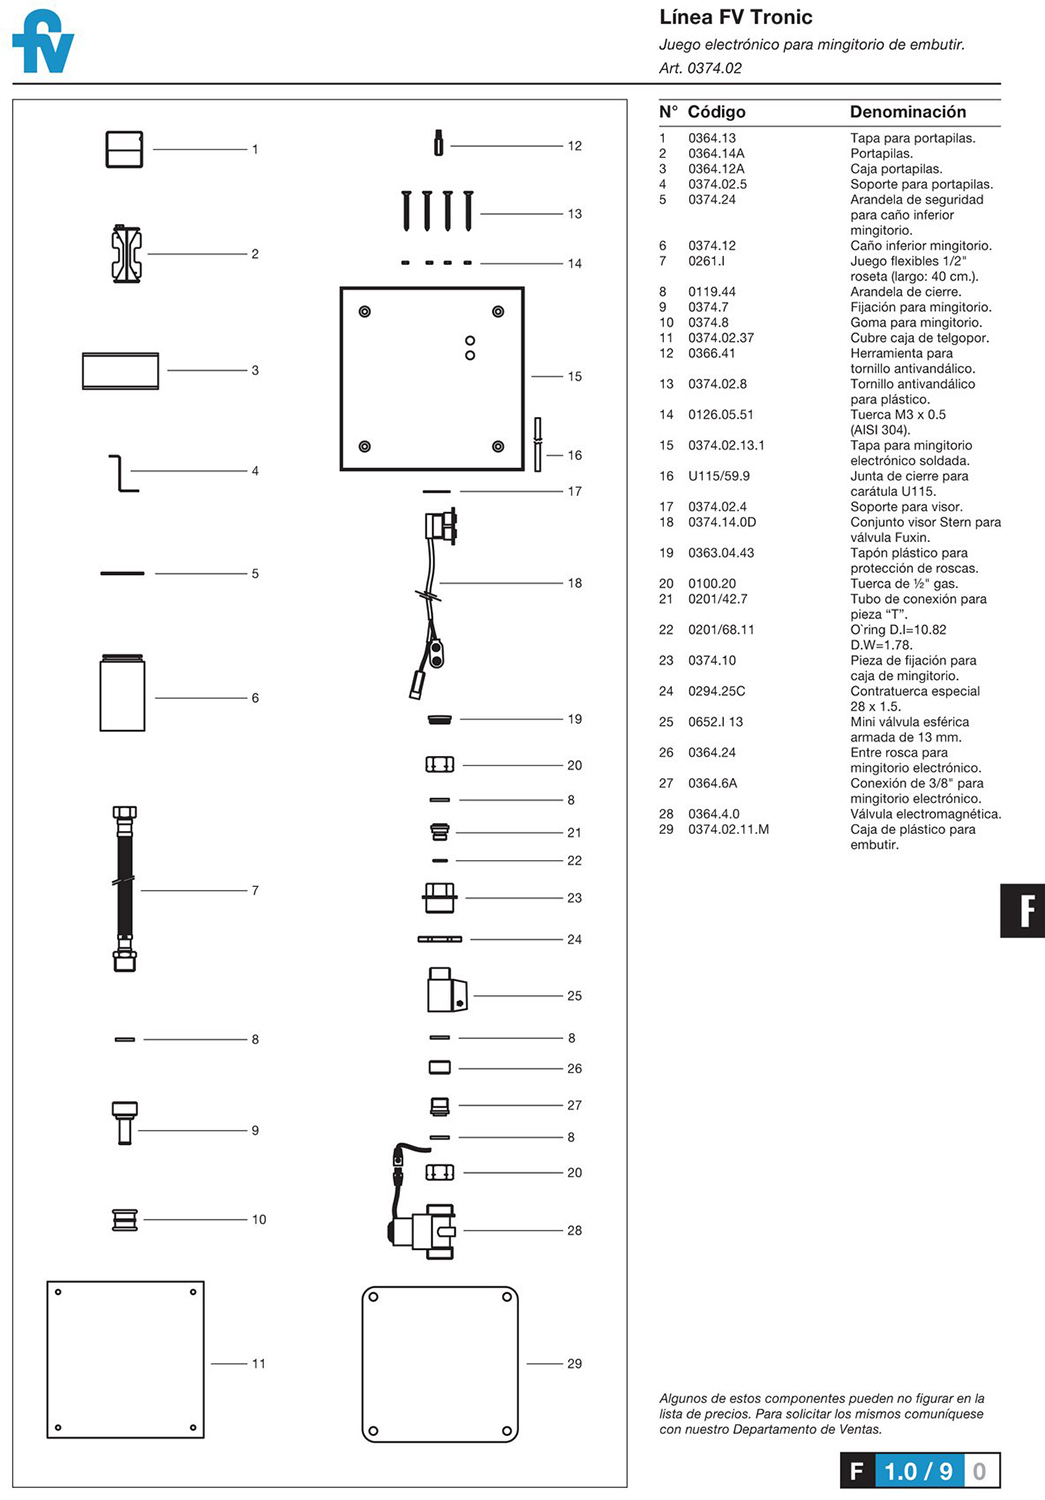 fv
Línea FV Tronic
Juego electrónico para mingitorio de embutir.
Art. 0374.02
1
2
3
4
5
6
7
8
9
10
11
12
13
14
15
16
17
18
19
20
8
21
22
23
24
25
8
26
27
8
20
28
29
N° Código Denominación
1 0364.13 Tapa para portapilas.
2 0364.14A Portapilas.
3 0364.12A Caja portapilas.
4 0374.02.5 Soporte para portapilas.
5 0374.24 Arandela de seguridad
para caño inferior
mingitorio.
6 0374.12 Caño inferior mingitorio.
7 0261.I Juego flexibles 1/2"
roseta (largo: 40 cm.).
8 0119.44 Arandela de cierre.
9 0374.7 Fijación para mingitorio.
10 0374.8 Goma para mingitorio.
11 0374.02.37 Cubre caja de telgopor.
12 0366.41 Herramienta para
tornillo antivandálico.
13 0374.02.8 Tornillo antivandálico
para plástico.
14 0126.05.51 Tuerca M3 x 0.5
(AISI 304).
15 0374.02.13.1 Tapa para mingitorio
electrónico soldada.
16 U115/59.9 Junta de cierre para
carátula U115.
17 0374.02.4 Soporte para visor.
18 0374.14.0D Conjunto visor Stern para
válvula Fuxin.
19 0363.04.43 Tapón plástico para
protección de roscas.
20 0100.20 Tuerca de ½" gas.
21 0201/42.7 Tubo de conexión para
pieza “T”.
22 0201/68.11 O`ring D.I=10.82
D.W=1.78.
23 0374.10 Pieza de fijación para
caja de mingitorio.
24 0294.25C Contratuerca especial
28 x 1.5.
25 0652.I 13 Mini válvula esférica
armada de 13 mm.
26 0364.24 Entre rosca para
mingitorio electrónico.
27 0364.6A Conexión de 3/8" para
mingitorio electrónico.
28 0364.4.0 Válvula electromagnética.
29 0374.02.11.M Caja de plástico para
embutir.
F
Algunos de estos componentes pueden no figurar en la
lista de precios. Para solicitar los mismos comuníquese
con nuestro Departamento de Ventas.
F 1.0 / 9 0